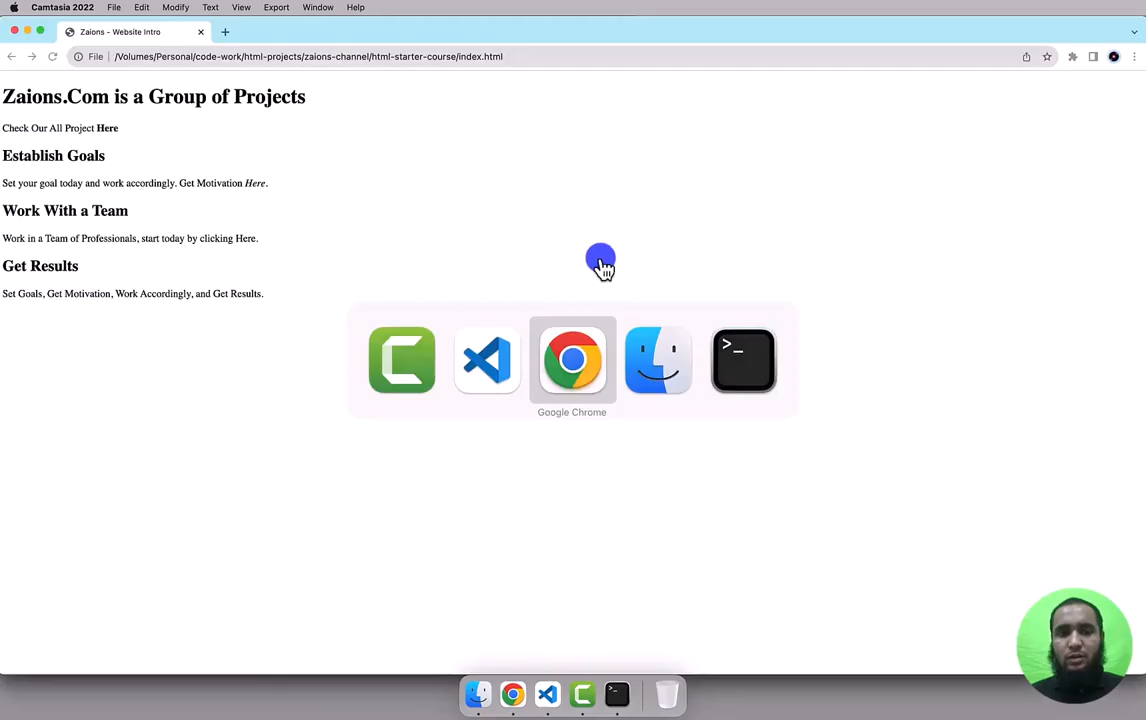 Camtasia 2022 File Edit Modify Text View Export Window Help
Zaions - Website Intro
File /Volumes/Personal/code-work/html-projects/zaions-channel/html-starter-course/index.html
Zaions.Com is a Group of Projects
Check Our All Project Here
Establish Goals
Set your goal today and work accordingly. Get Motivation Here.
Work With a Team
Work in a Team of Professionals, start today by clicking Here.
Get Results
Set Goals, Get Motivation, Work Accordingly, and Get Results.
Google Chrome